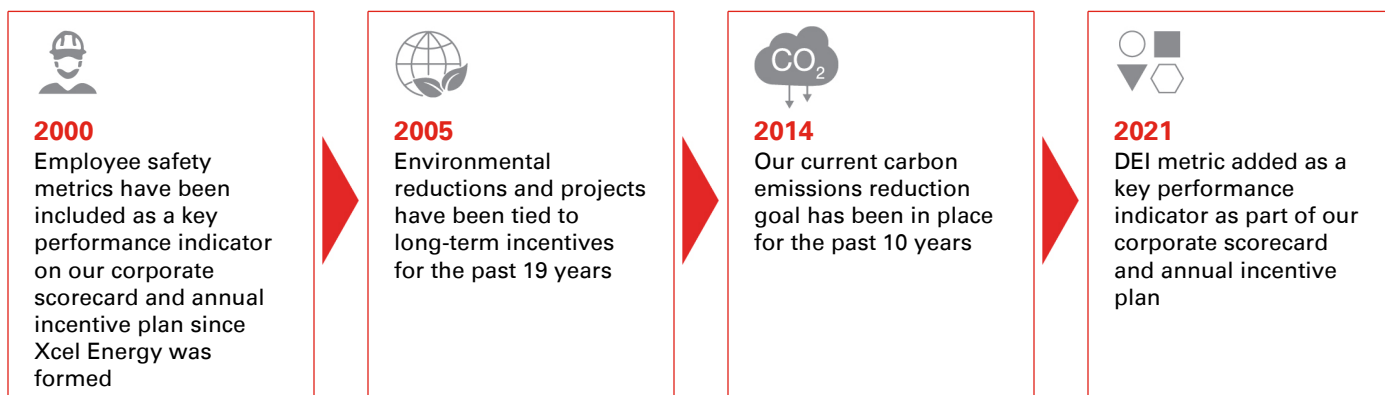 2000
Employee safety
metrics have been
included as a key
performance indicator
on our corporate
scorecard and annual
incentive plan since
Xcel Energy was
formed
2005
Environmental
reductions and projects
have been tied to
long-term incentives
for the past 19 years
CO2
2014
Our current carbon
emissions reduction
goal has been in place
for the past 10 years
2021
DEI metric added as a
key performance
indicator as part of our
corporate scorecard
and annual incentive
plan